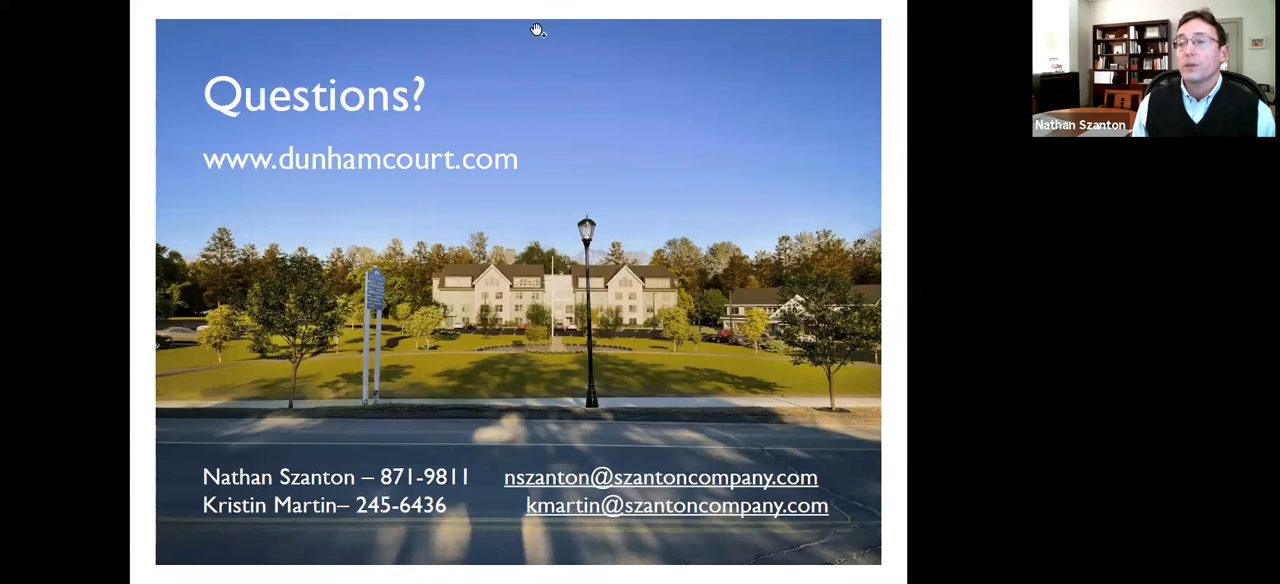 Questions?
www.dunhamcourt.com
Nathan Szanton – 871-9811 nszanton@szantoncompany.com
Kristin Martin– 245-6436 kmartin@szantoncompany.com
Nathan Szanton